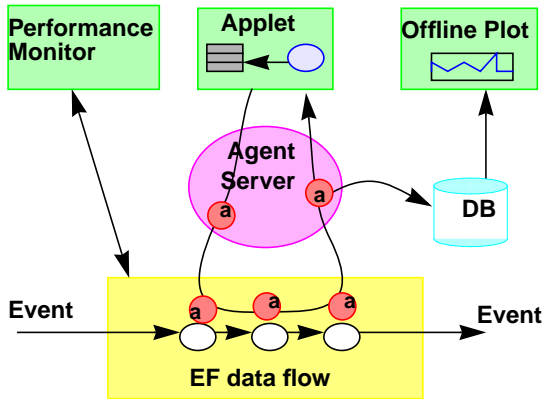 Performance
Monitor
Applet
Offline Plot
Agent
Server
a
a
DB
a
a
a
Event
Event
EF data flow